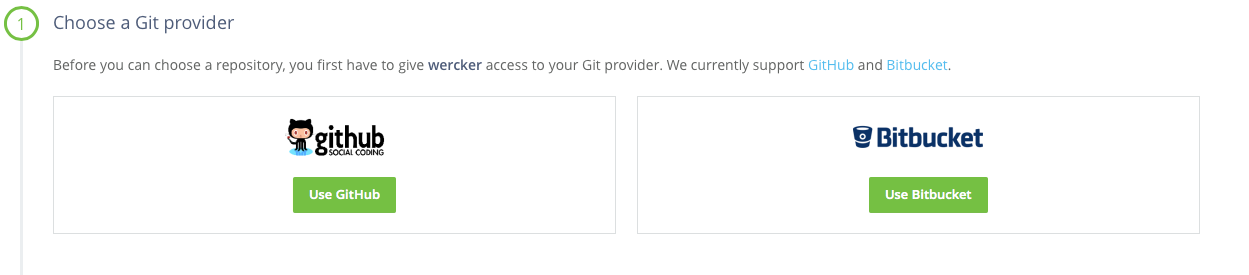 1
Choose a Git provider
Before you can choose a repository, you first have to give wercker access to your Git provider. We currently support GitHub and Bitbucket.
github
SOCIAL CODING
Use GitHub
Bitbucket
Use Bitbucket